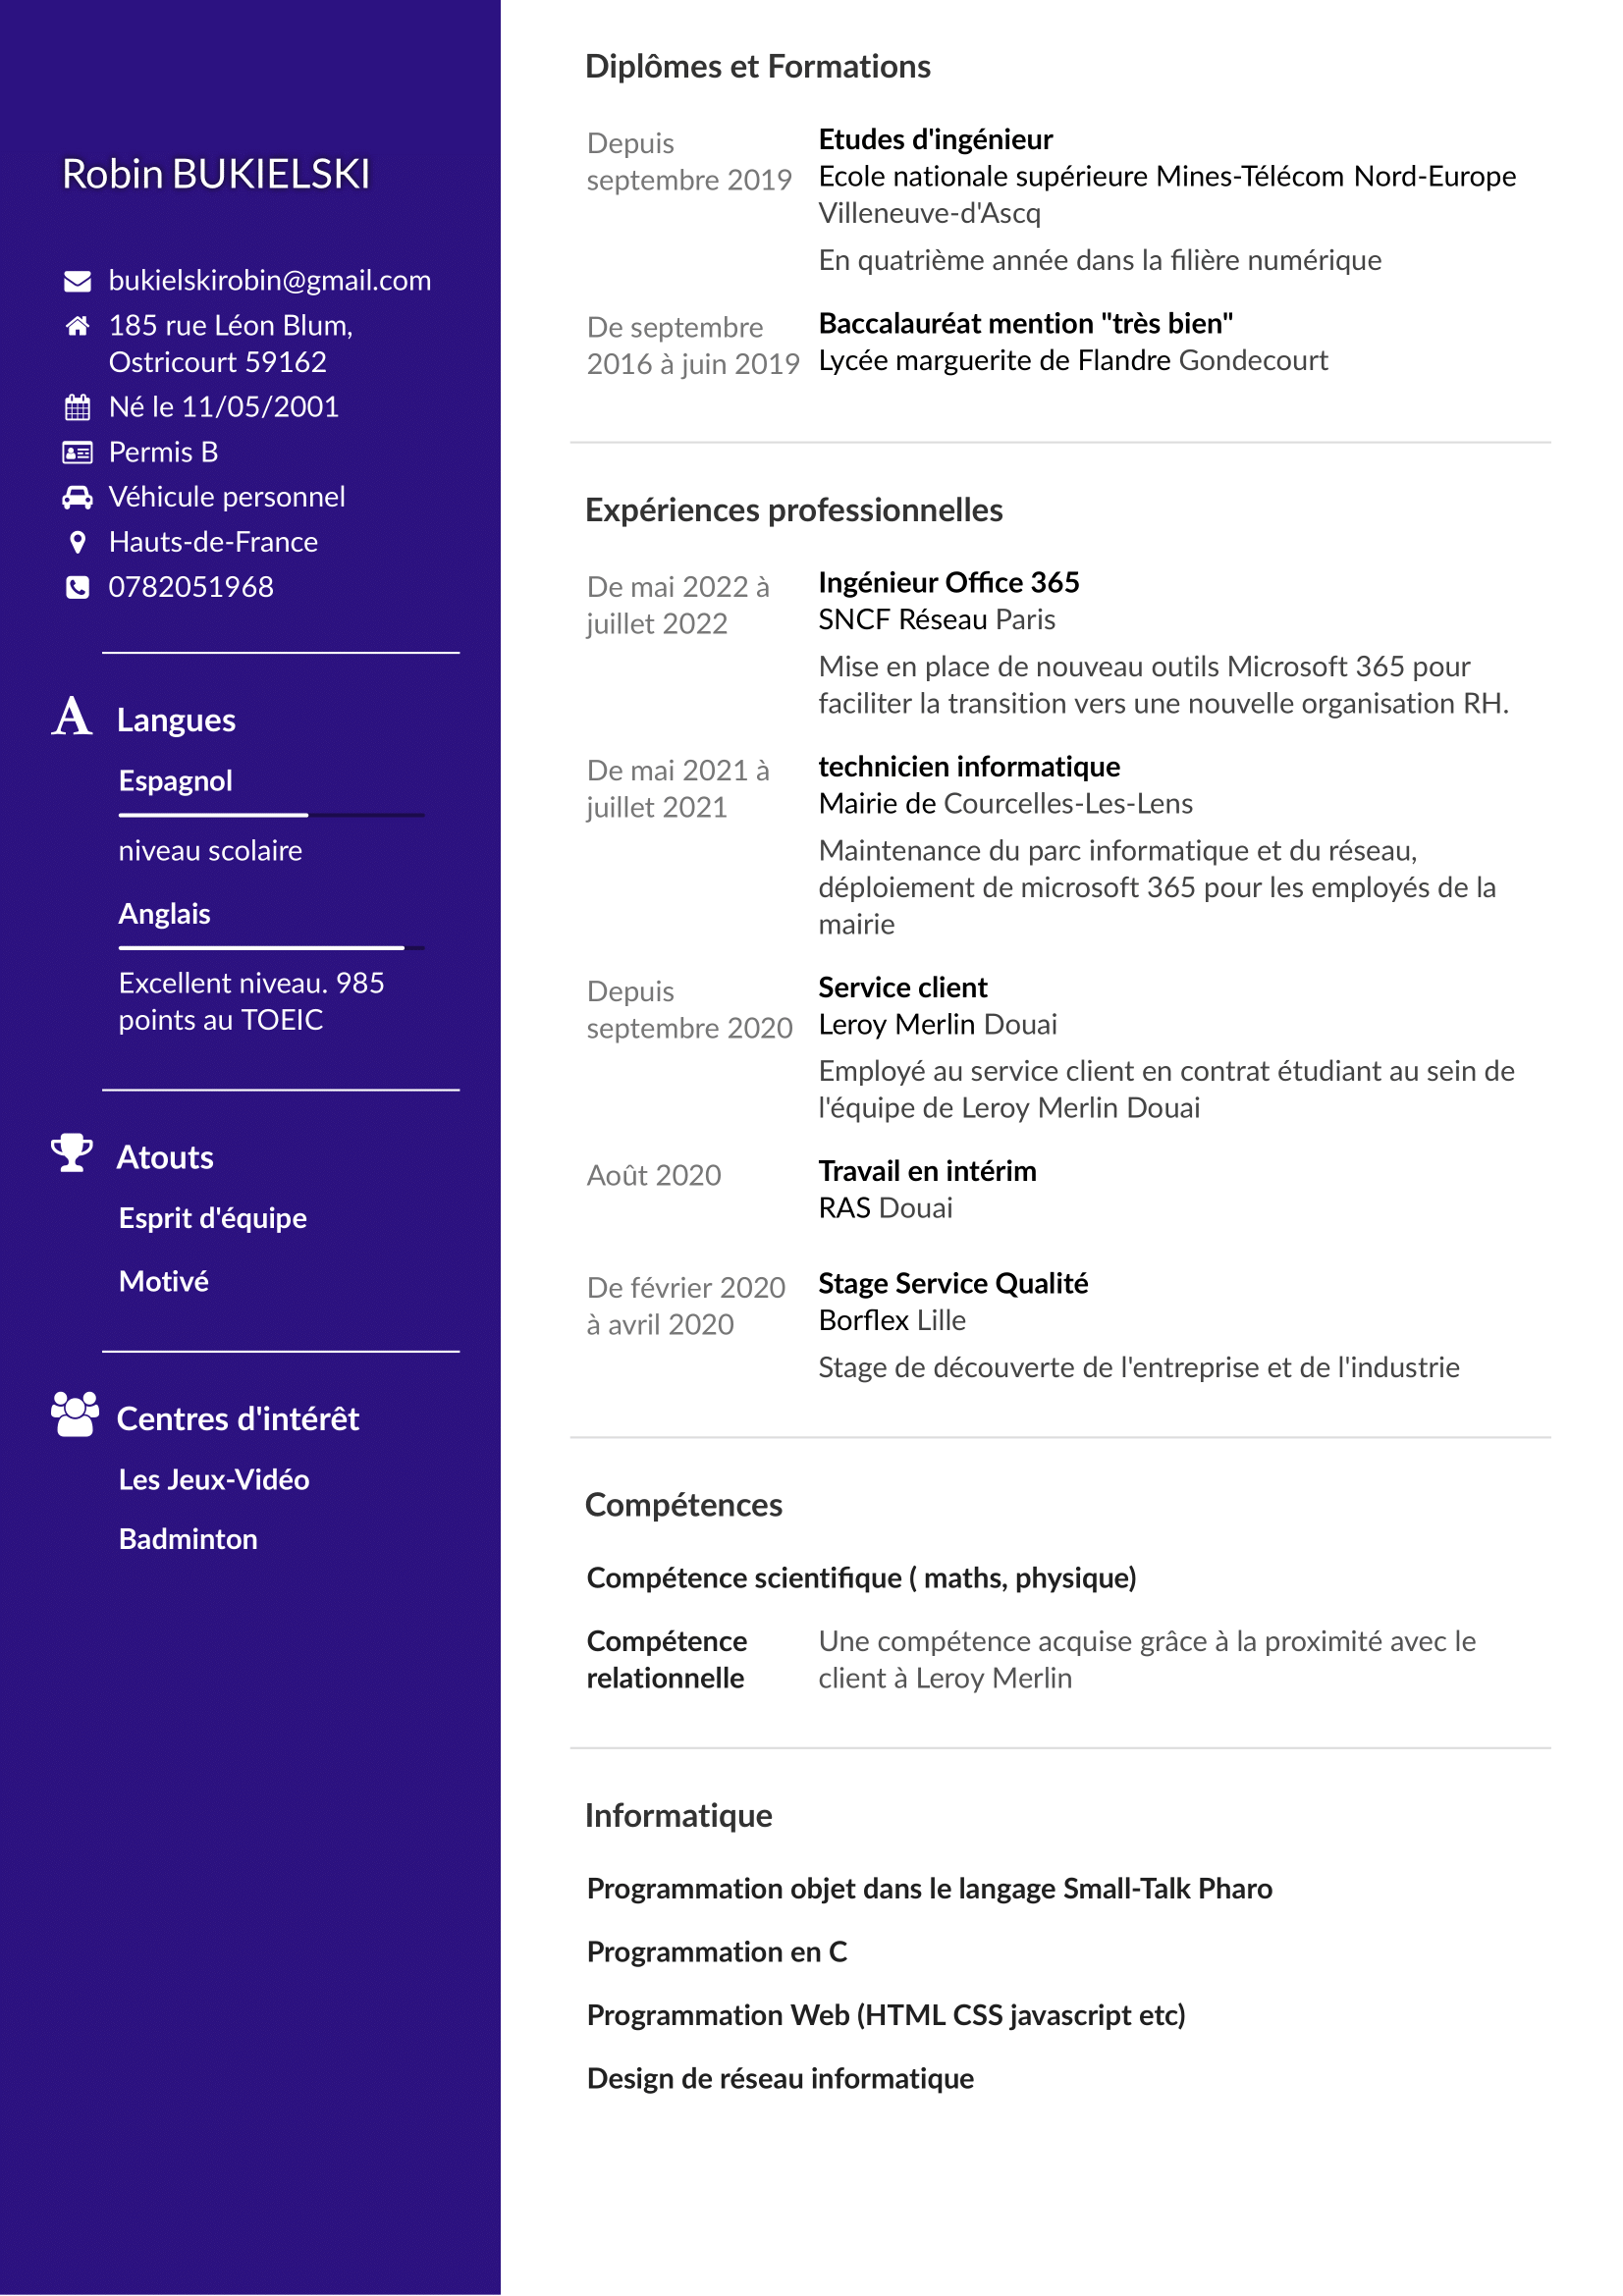 Robin BUKIELSKI
bukielskirobin@gmail.com
185 rue Léon Blum,
Ostricourt 59162
Né le 11/05/2001
Permis B
Véhicule personnel
Hauts-de-France
0782051968
Langues
Espagnol
niveau scolaire
Anglais
Excellent niveau. 985
points au TOEIC
Atouts
Esprit d'équipe
Motivé
Centres d'intérêt
Les Jeux-Vidéo
Badminton
Diplômes et Formations
Depuis
septembre 2019
Etudes d'ingénieur
Ecole nationale supérieure Mines-Télécom Nord-Europe
Villeneuve-d'Ascq
En quatrième année dans la filière numérique
De septembre
2016 à juin 2019
Baccalauréat mention "très bien"
Lycée marguerite de Flandre Gondecourt
Expériences professionnelles
De mai 2022 à
juillet 2022
Ingénieur Office 365
SNCF Réseau Paris
Mise en place de nouveau outils Microsoft 365 pour
faciliter la transition vers une nouvelle organisation RH.
De mai 2021 à
juillet 2021
technicien informatique
Mairie de Courcelles-Les-Lens
Maintenance du parc informatique et du réseau,
déploiement de microsoft 365 pour les employés de la
mairie
Depuis
septembre 2020
Service client
Leroy Merlin Douai
Employé au service client en contrat étudiant au sein de
l'équipe de Leroy Merlin Douai
Août 2020
Travail en intérim
RAS Douai
De février 2020
à avril 2020
Stage Service Qualité
Borflex Lille
Stage de découverte de l'entreprise et de l'industrie
Compétences
Compétence scientifique ( maths, physique)
Compétence
relationnelle
Une compétence acquise grâce à la proximité avec le
client à Leroy Merlin
Informatique
Programmation objet dans le langage Small-Talk Pharo
Programmation en C
Programmation Web (HTML CSS javascript etc)
Design de réseau informatique